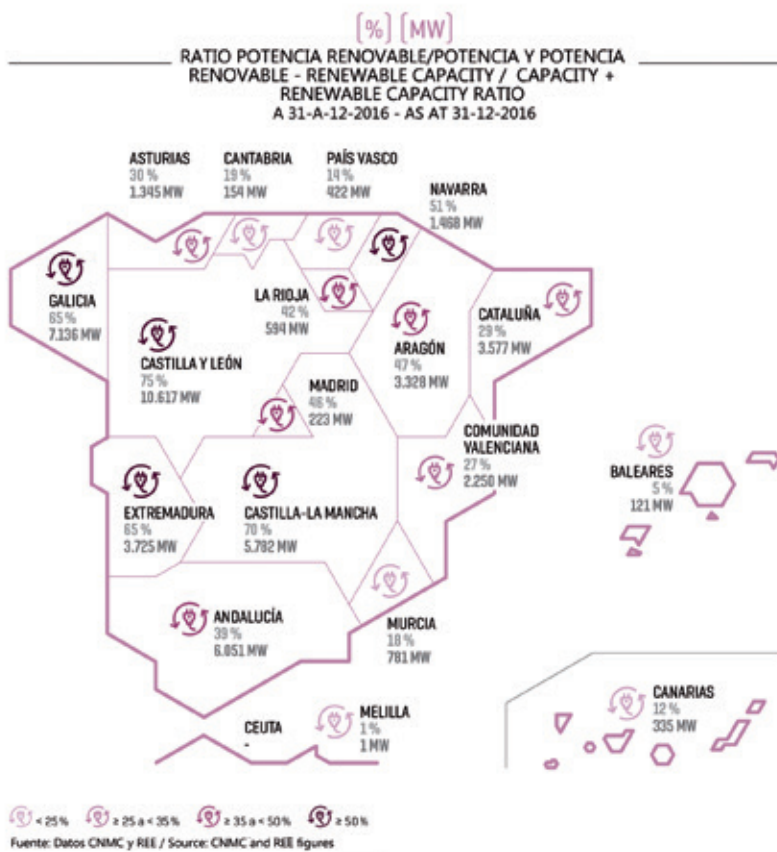 [%] [MW]
RATIO POTENCIA RENOVABLE/POTENCIA Y POTENCIA
RENOVABLE - RENEWABLE CAPACITY / CAPACITY +
RENEWABLE CAPACITY RATIO
A 31-A-12-2016 - AS AT 31-12-2016
ASTURIAS
30 %
1.345 MW
CANTABRIA
19 %
154 MW
PAÍS VASCO
14 %
422 MW
NAVARRA
51 %
1.468 MW
GALICIA
65 %
7.136 MW
CASTILLA Y LEÓN
75 %
10.617 MW
LA RIOJA
42 %
594 MW
ARAGÓN
47 %
3.328 MW
CATALUÑA
29 %
3.577 MW
MADRID
46 %
223 MW
COMUNIDAD
VALENCIANA
27 %
2.250 MW
BALEARES
5 %
121 MW
EXTREMADURA
65 %
3.725 MW
CASTILLA-LA MANCHA
70 %
5.782 MW
ANDALUCÍA
39 %
6.051 MW
MURCIA
18 %
781 MW
CEUTA
-
MELILLA
1 %
1 MW
CANARIAS
12 %
335 MW
< 25 % ≥ 25 a < 35 % ≥ 35 a < 50 % ≥ 50 %
Fuente: Datos CNMC y REE / Source: CNMC and REE figures